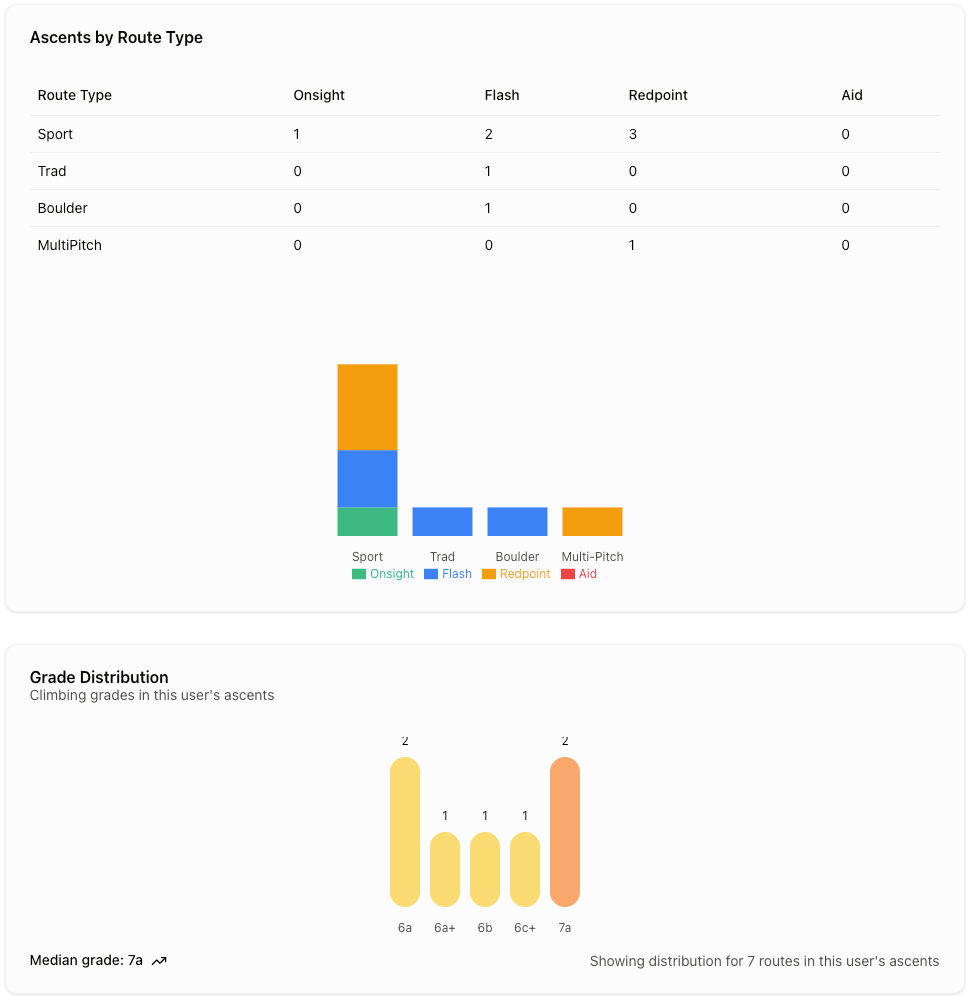 Ascents by Route Type
Route Type Onsight Flash Redpoint Aid
Sport 1 2 3 0
Trad 0 1 0 0
Boulder 0 1 0 0
MultiPitch 0 0 1 0
Sport Trad Boulder Multi-Pitch
Onsight Flash Redpoint Aid
Grade Distribution
Climbing grades in this user's ascents
2 2
1 1 1
6a 6a+ 6b 6c+ 7a
Median grade: 7a
Showing distribution for 7 routes in this user's ascents